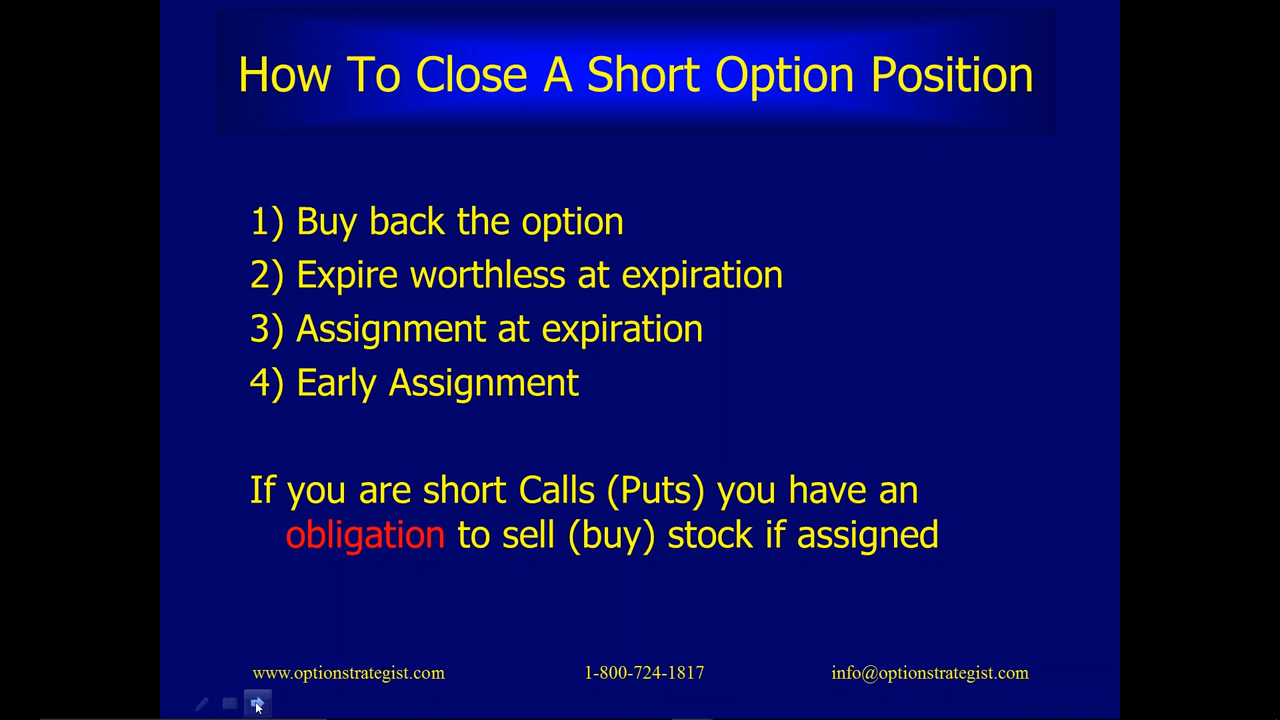 How To Close A Short Option Position
1) Buy back the option
2) Expire worthless at expiration
3) Assignment at expiration
4) Early Assignment
If you are short Calls (Puts) you have an
obligation to sell (buy) stock if assigned
www.optionstrategist.com 1-800-724-1817 info@optionstrategist.com